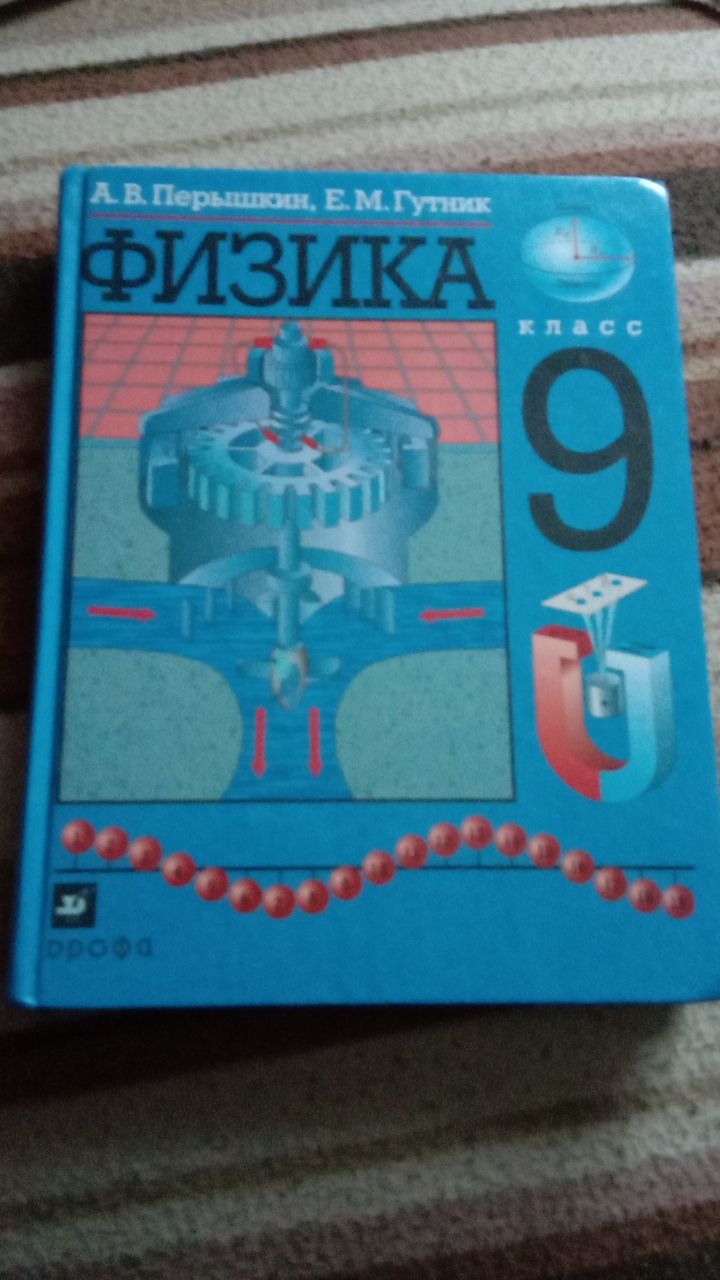 А. В. Перышкин, Е. М. Гутник
ФИЗИКА
класс
9
дрофа